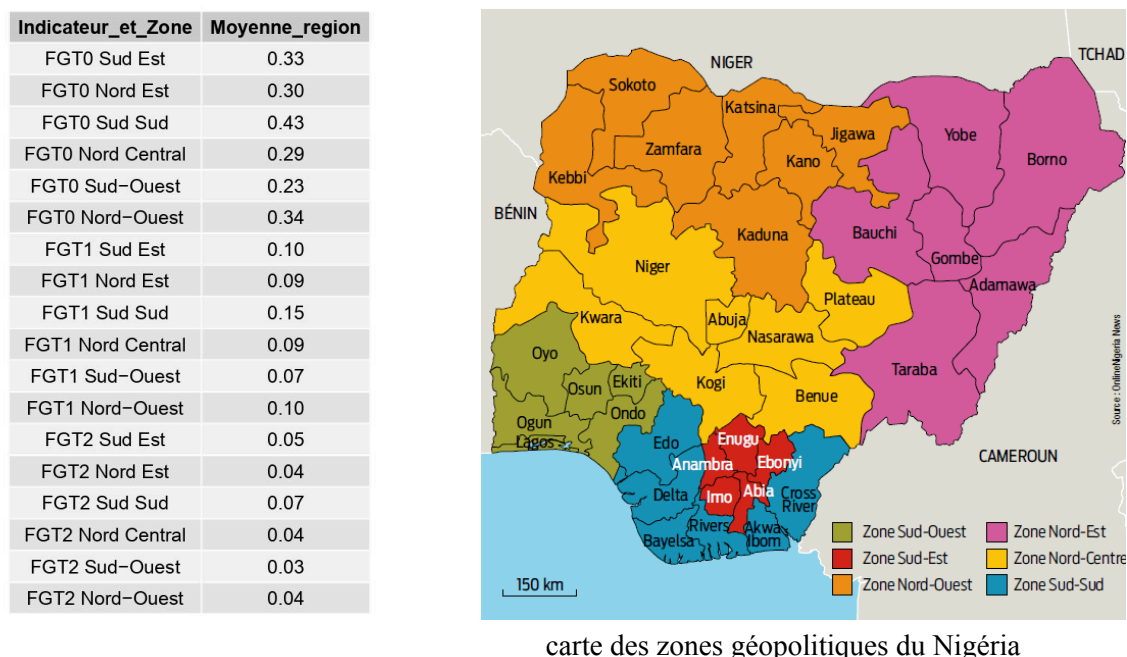 Indicateur_et_Zone Moyenne_region
FGT0 Sud Est 0.33
FGT0 Nord Est 0.30
FGT0 Sud Sud 0.43
FGT0 Nord Central 0.29
FGT0 Sud−Ouest 0.23
FGT0 Nord−Ouest 0.34
FGT1 Sud Est 0.10
FGT1 Nord Est 0.09
FGT1 Sud Sud 0.15
FGT1 Nord Central 0.09
FGT1 Sud−Ouest 0.07
FGT1 Nord−Ouest 0.10
FGT2 Sud Est 0.05
FGT2 Nord Est 0.04
FGT2 Sud Sud 0.07
FGT2 Nord Central 0.04
FGT2 Sud−Ouest 0.03
FGT2 Nord−Ouest 0.04
NIGER
TCHAD
Sokoto
Katsina
Jigawa
Yobe
Borno
Zamfara
Kano
Kebbi
BÉNIN
Kaduna
Bauchi
Gombe
Niger
Adamawa
Plateau
Kwara
Abuja
Nasarawa
Oyo
Taraba
Osun
Ekiti
Kogi
Benue
Ogun
Ondo
Lagos
Edo
Enugu
Anambra
Ebonyi
CAMEROUN
Delta
Imo
Abia
Cross
River
Rivers
Akwa
Ibom
Bayelsa
Source : OnlineNigeria News
Zone Sud-Ouest
Zone Sud-Est
Zone Nord-Ouest
Zone Nord-Est
Zone Nord-Centre
Zone Sud-Sud
150 km
carte des zones géopolitiques du Nigéria